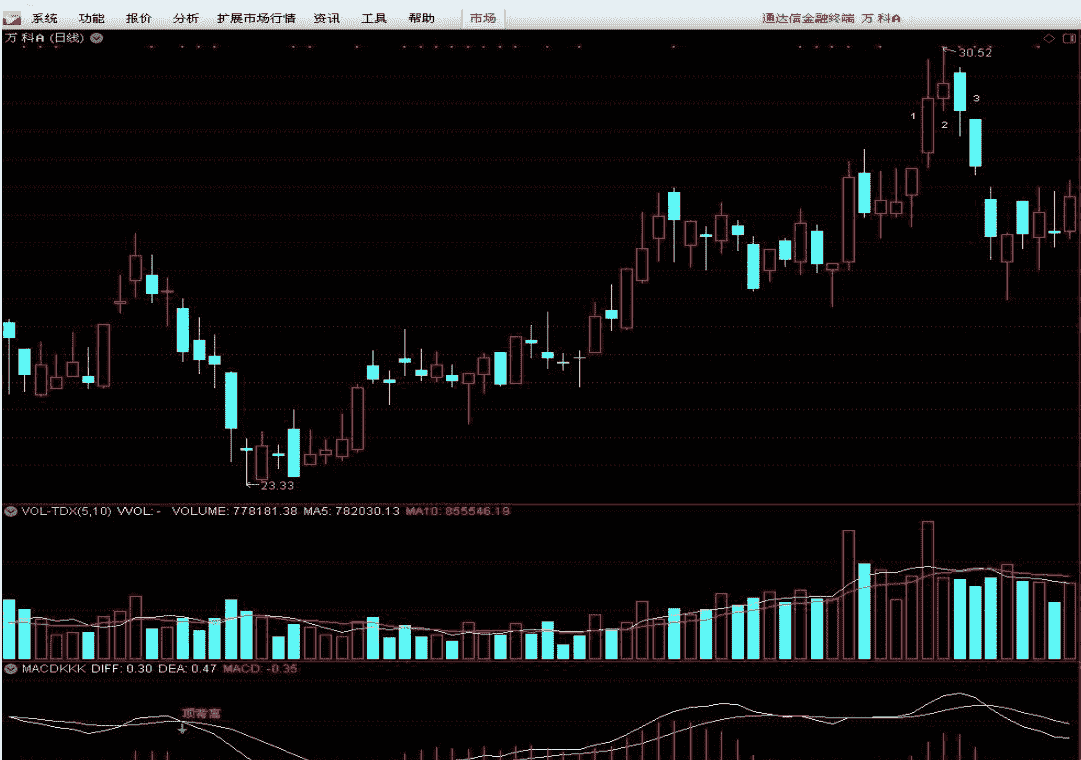 系统 功能 报价 分析 扩展市场行情 资讯 工具 帮助 市场 通达信金融终端 万 科A
万 科A (日线)
30.52
3
1
2
23.33
VOL-TDX(5,10) VVOL: - VOLUME: 778181.38 MA5: 782030.13 MA10: 855546.19
MACDKKK DIFF: 0.30 DEA: 0.47 MACD: -0.35
顶背离